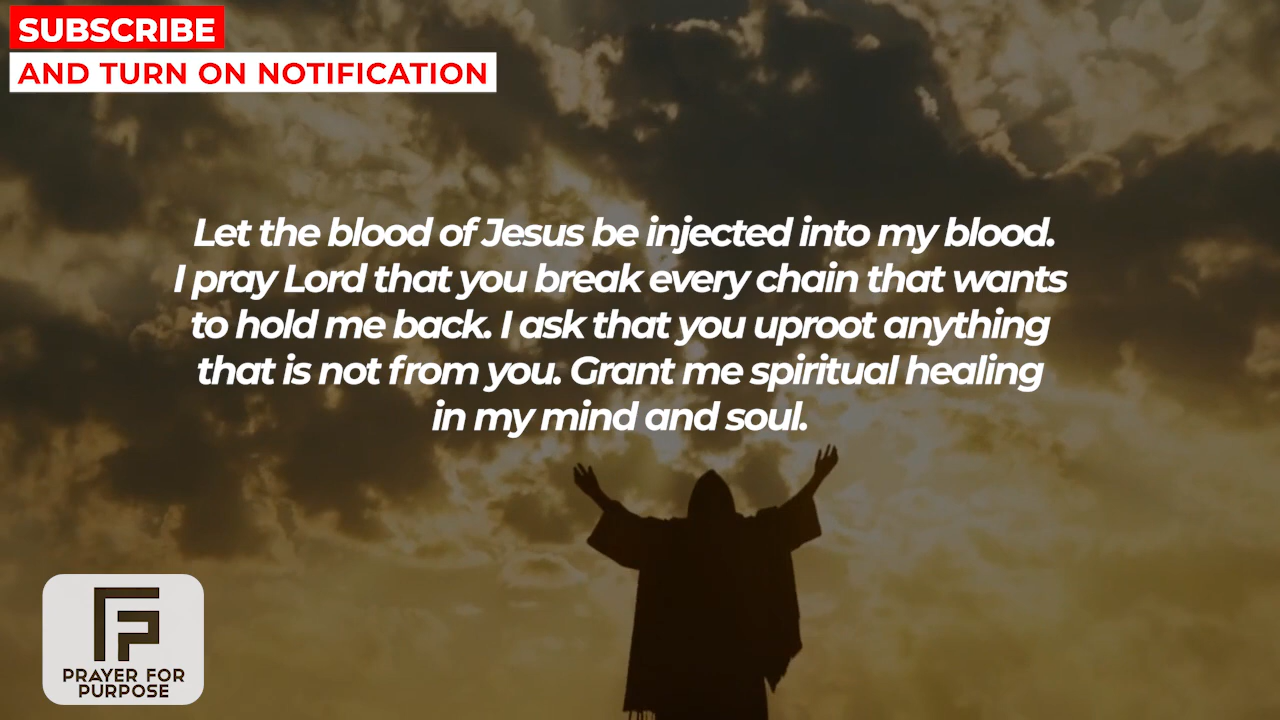 SUBSCRIBE
AND TURN ON NOTIFICATION
Let the blood of Jesus be injected into my blood.
I pray Lord that you break every chain that wants
to hold me back. I ask that you uproot anything
that is not from you. Grant me spiritual healing
in my mind and soul.
PRAYER FOR
PURPOSE